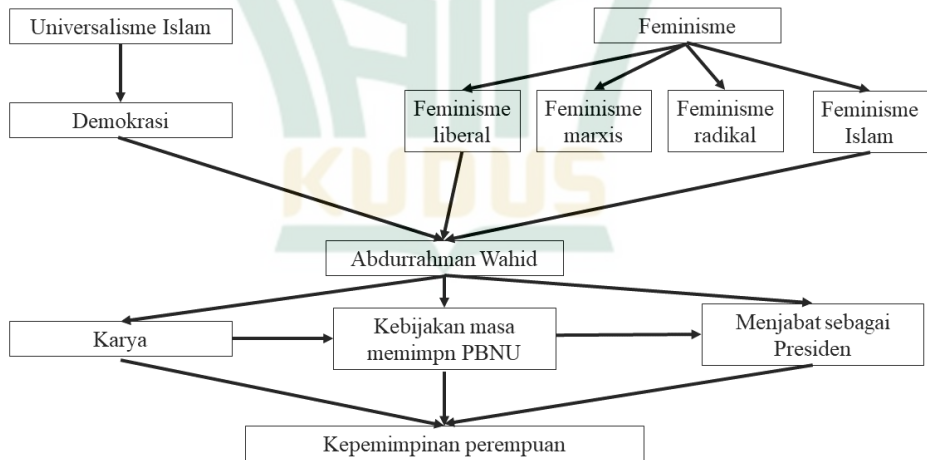 Universalisme Islam
Feminisme
Demokrasi
Feminisme
liberal
Feminisme
marxis
Feminisme
radikal
Feminisme
Islam
KUDUS
Abdurrahman Wahid
Karya
Kebijakan masa
memimpn PBNU
Menjabat sebagai
Presiden
Kepemimpinan perempuan